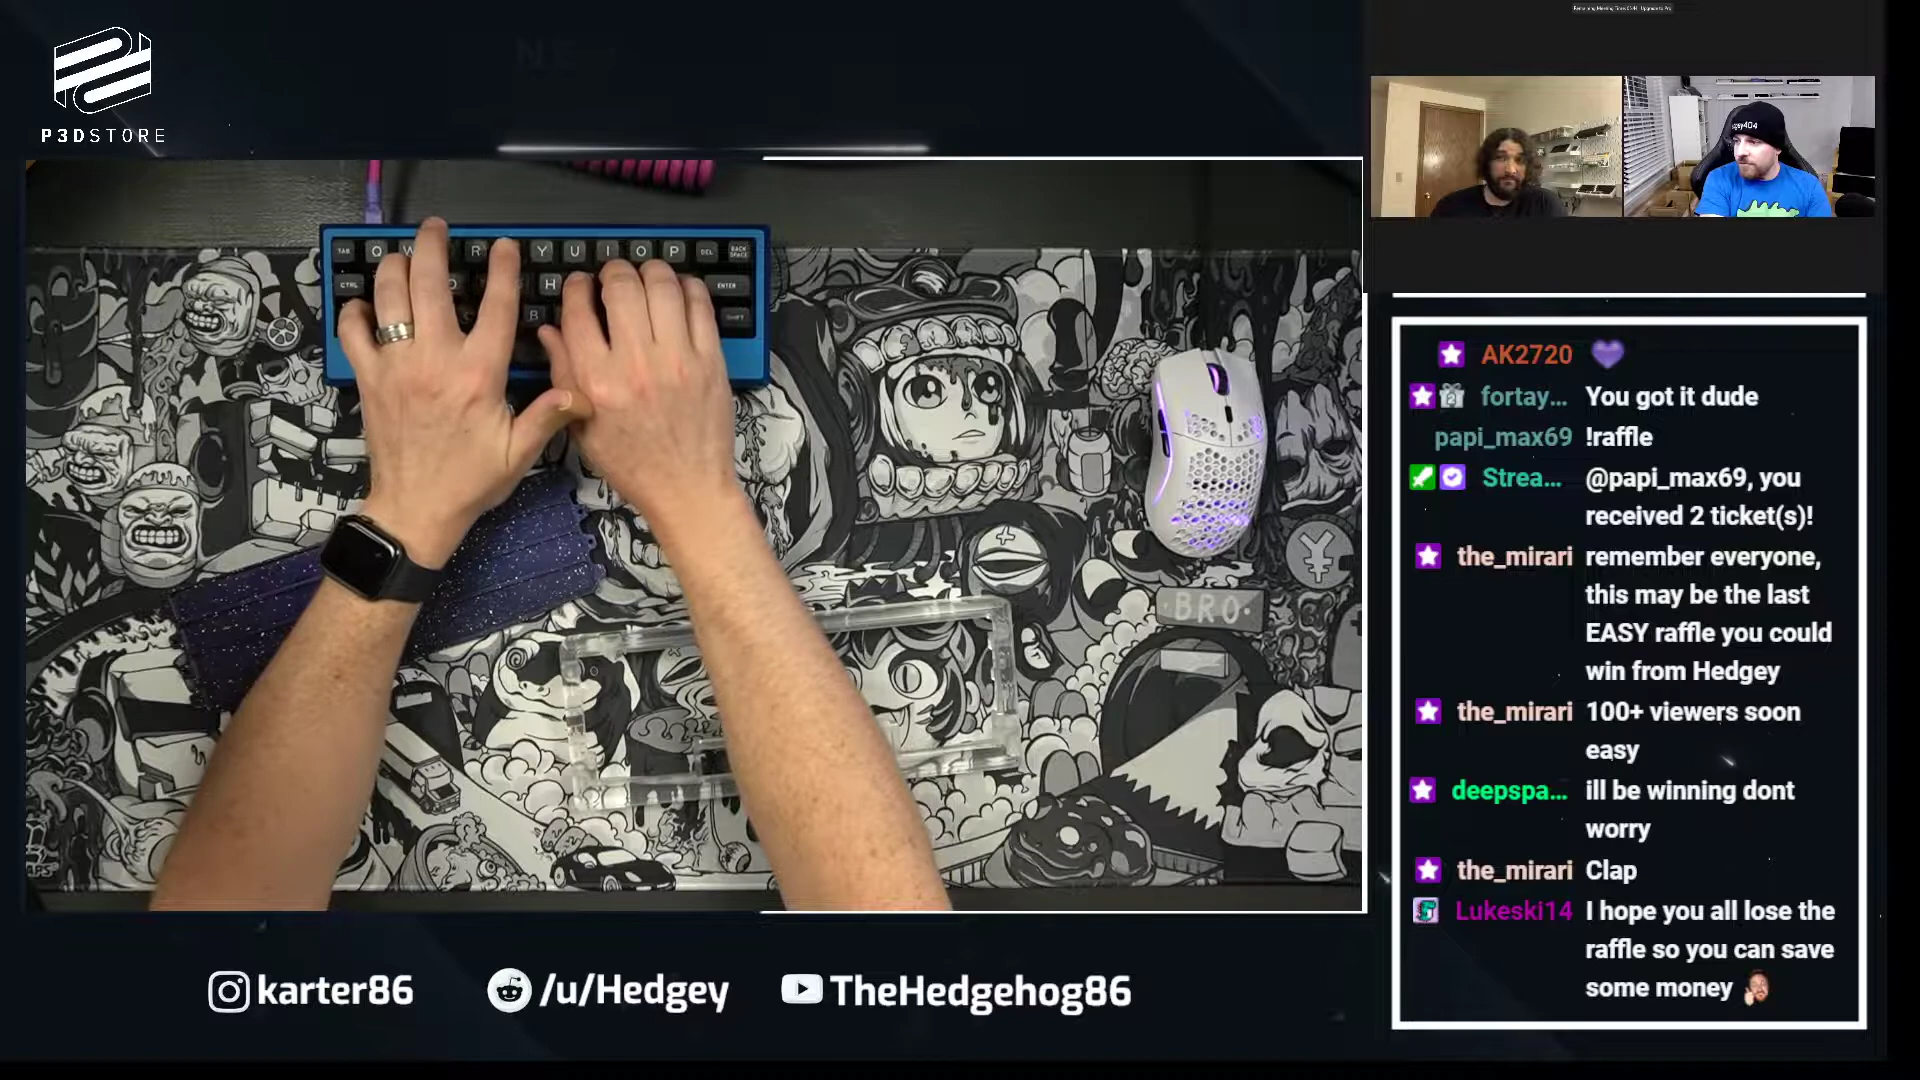 P3DSTORE
TAB Q W R Y U I O P DEL BACK SPACE
CTRL H ENTER
B SHIFT
BRO
¥
AK2720
fortay... You got it dude
papi_max69 !raffle
Strea... @papi_max69, you
received 2 ticket(s)!
the_mirari remember everyone,
this may be the last
EASY raffle you could
win from Hedgey
the_mirari 100+ viewers soon
easy
deepspa... ill be winning dont
worry
the_mirari Clap
Lukeski14 I hope you all lose the
raffle so you can save
some money
karter86 /u/Hedgey TheHedgehog86